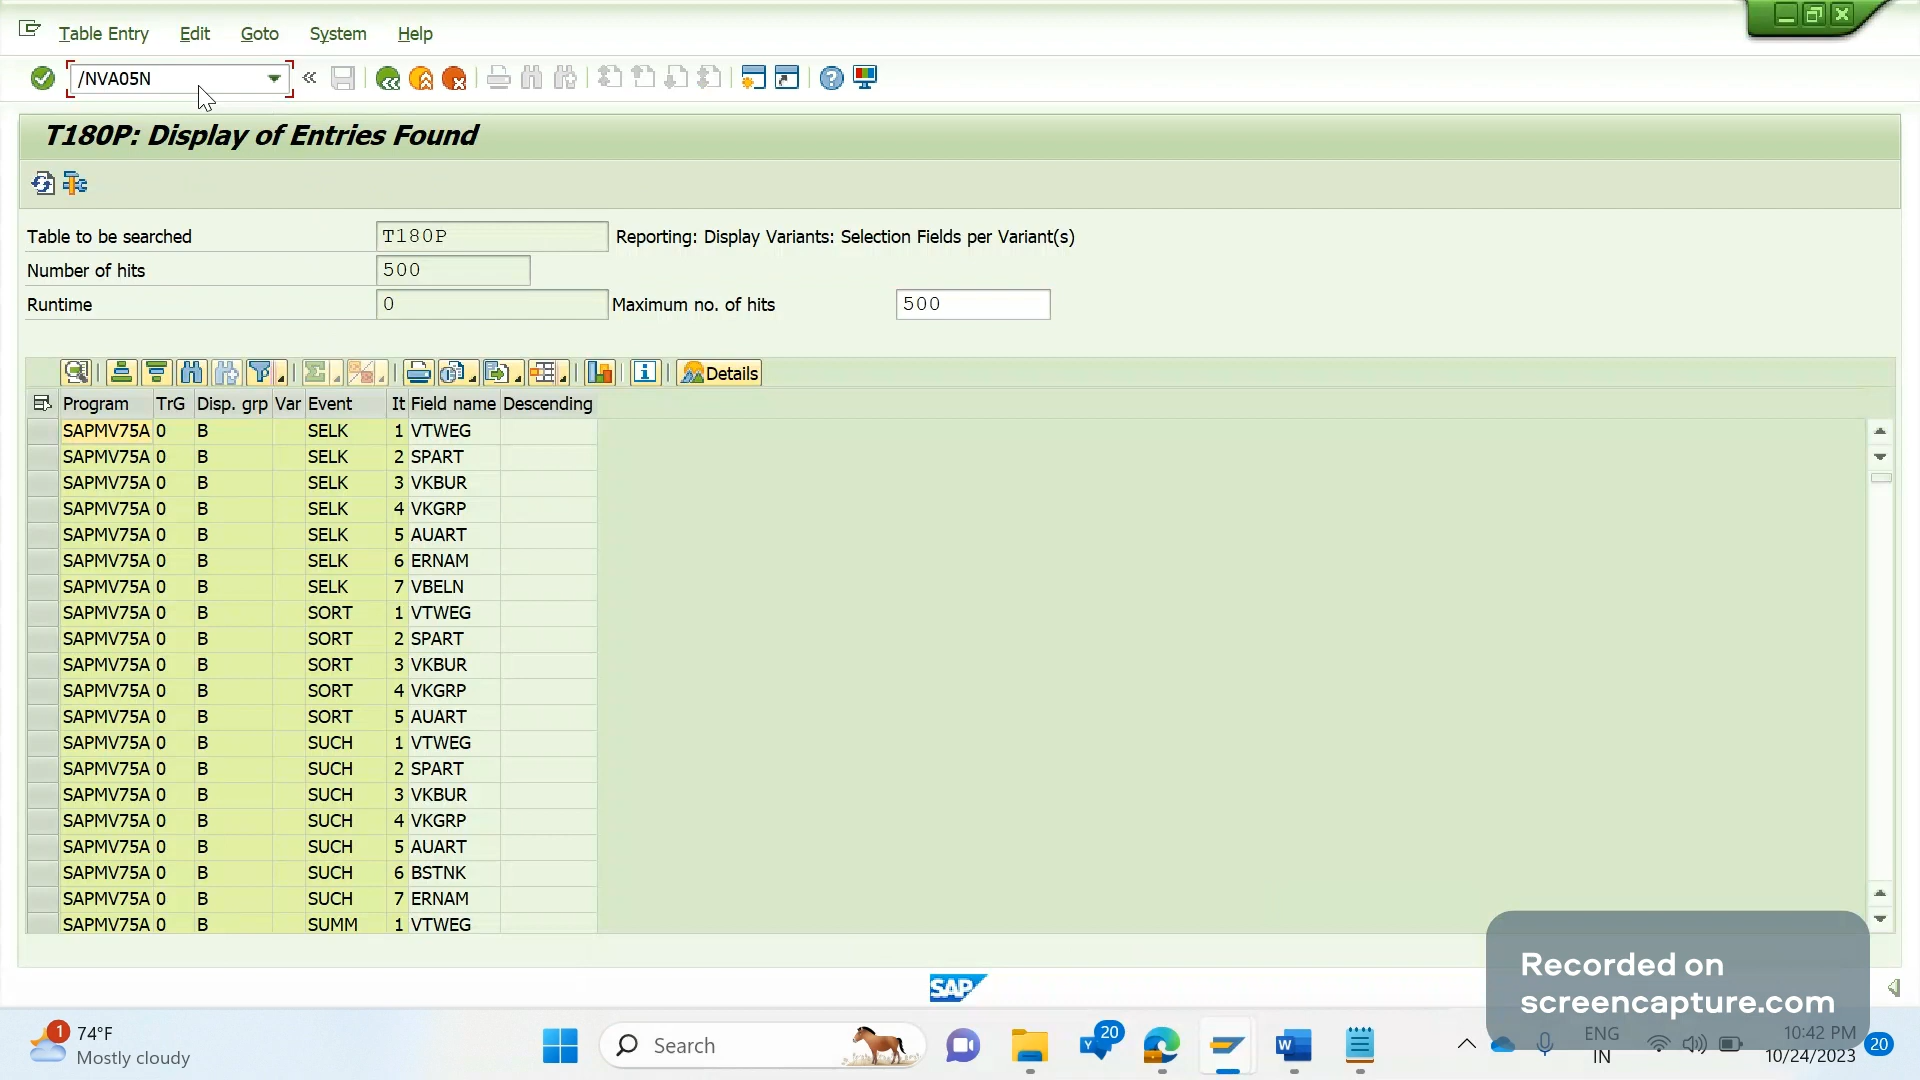 Table Entry Edit Goto System Help
/NVA05N
T180P: Display of Entries Found
Table to be searched T180P Reporting: Display Variants: Selection Fields per Variant(s)
Number of hits 500
Runtime 0 Maximum no. of hits 500
Details
Program TrG Disp. grp Var Event It Field name Descending
SAPMV75A 0 B SELK 1 VTWEG
SAPMV75A 0 B SELK 2 SPART
SAPMV75A 0 B SELK 3 VKBUR
SAPMV75A 0 B SELK 4 VKGRP
SAPMV75A 0 B SELK 5 AUART
SAPMV75A 0 B SELK 6 ERNAM
SAPMV75A 0 B SELK 7 VBELN
SAPMV75A 0 B SORT 1 VTWEG
SAPMV75A 0 B SORT 2 SPART
SAPMV75A 0 B SORT 3 VKBUR
SAPMV75A 0 B SORT 4 VKGRP
SAPMV75A 0 B SORT 5 AUART
SAPMV75A 0 B SUCH 1 VTWEG
SAPMV75A 0 B SUCH 2 SPART
SAPMV75A 0 B SUCH 3 VKBUR
SAPMV75A 0 B SUCH 4 VKGRP
SAPMV75A 0 B SUCH 5 AUART
SAPMV75A 0 B SUCH 6 BSTNK
SAPMV75A 0 B SUCH 7 ERNAM
SAPMV75A 0 B SUMM 1 VTWEG
Recorded on
screencapture.com
SAP
1 74°F
Mostly cloudy
Search
20
ENG
IN
10:42 PM
10/24/2023
20